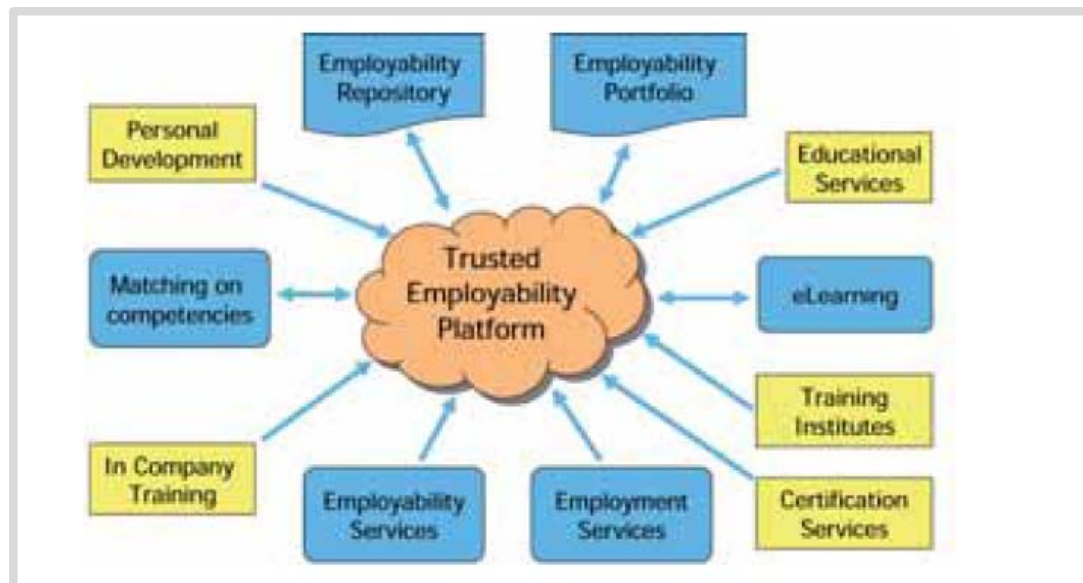 Employability
Repository
Employability
Portfolio
Personal
Development
Educational
Services
Trusted
Employability
Platform
Matching on
competencies
eLearning
Training
Institutes
In Company
Training
Employability
Services
Employment
Services
Certification
Services